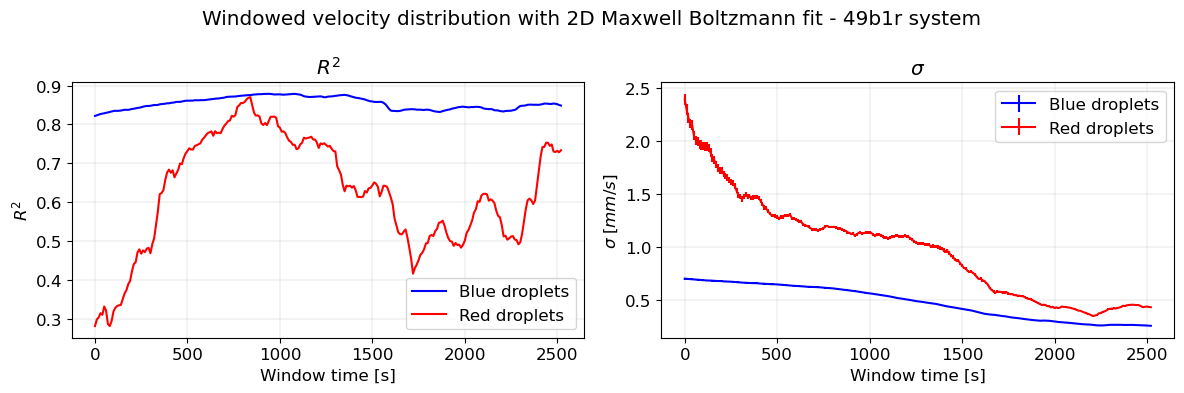 Windowed velocity distribution with 2D Maxwell Boltzmann fit - 49b1r system
R²
R²
0.9
0.8
0.7
0.6
0.5
0.4
0.3
0
500
1000
1500
2000
2500
Window time [s]
Blue droplets
Red droplets
σ
σ [mm/s]
2.5
2.0
1.5
1.0
0.5
0
500
1000
1500
2000
2500
Window time [s]
Blue droplets
Red droplets